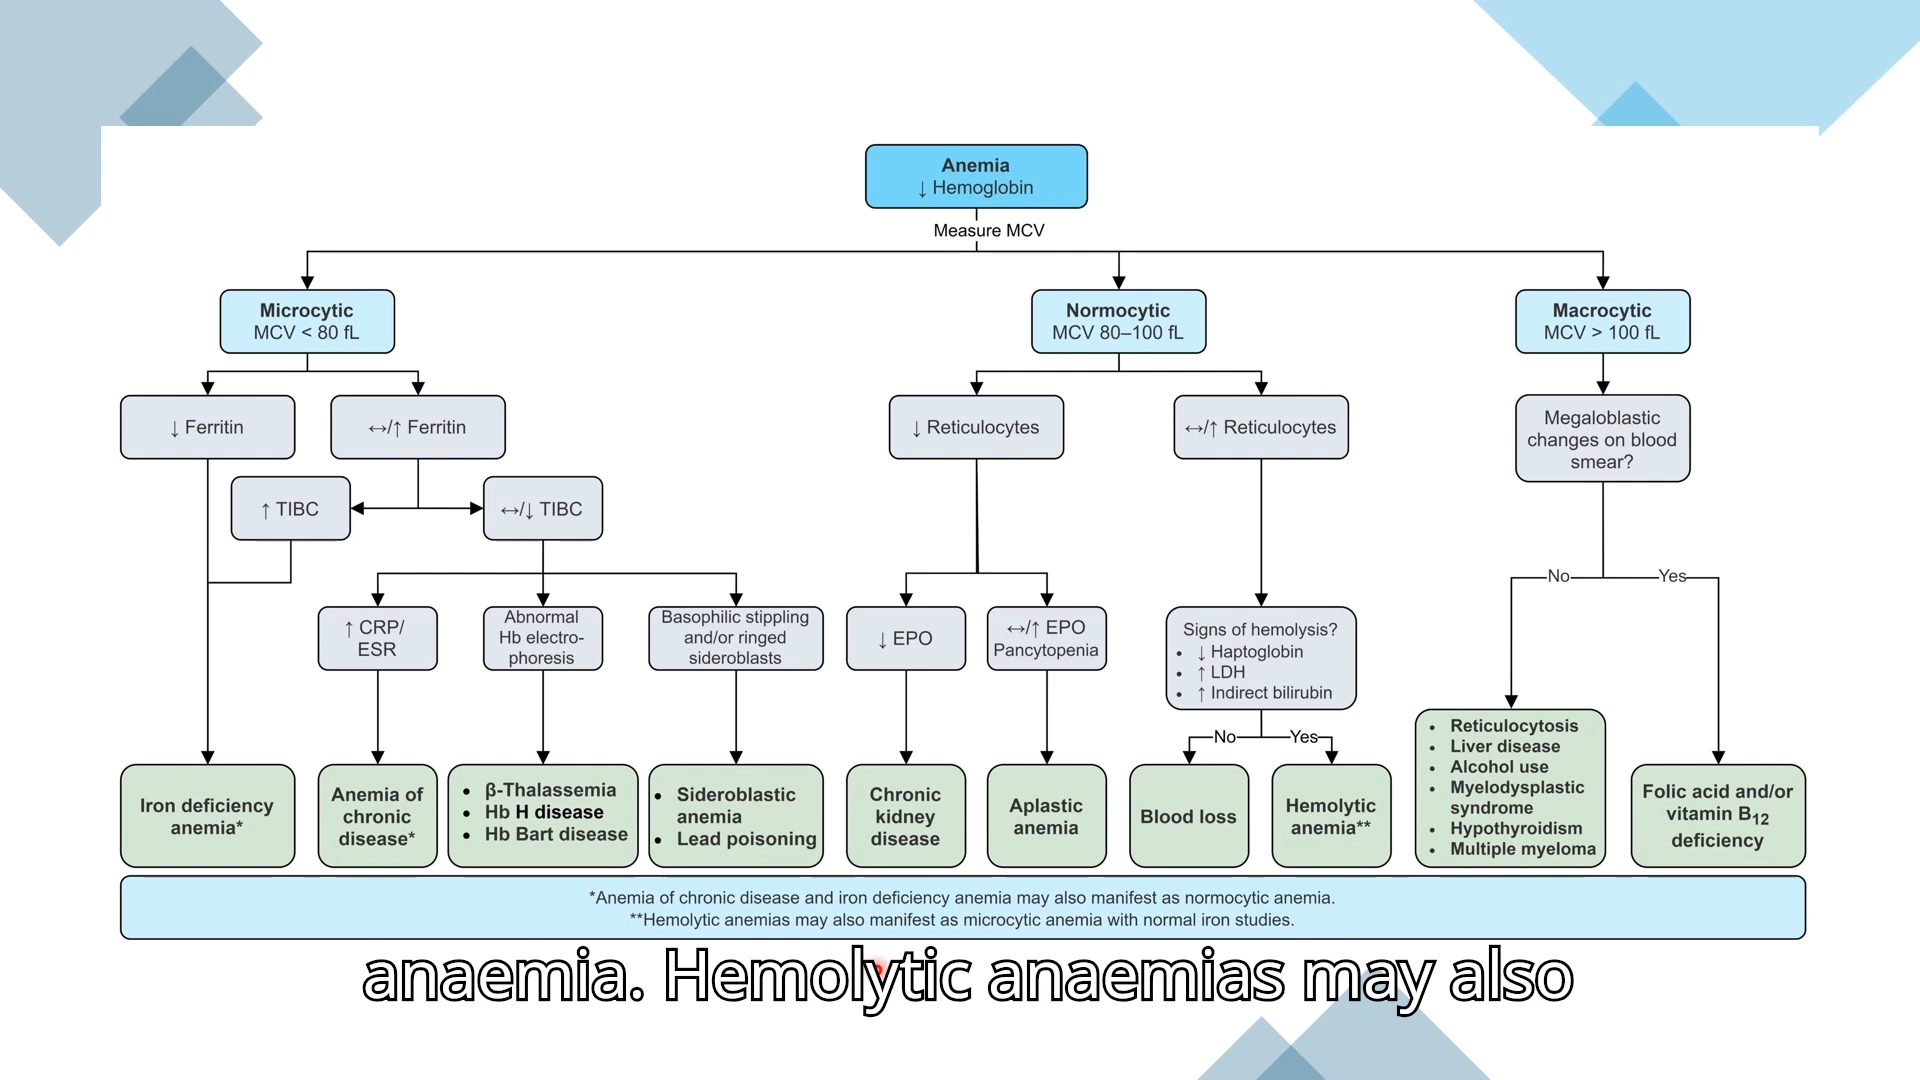 Anemia
↓ Hemoglobin
Measure MCV
Microcytic
MCV < 80 fL
Normocytic
MCV 80–100 fL
Macrocytic
MCV > 100 fL
↓ Ferritin
↔/↑ Ferritin
↓ Reticulocytes
↔/↑ Reticulocytes
Megaloblastic
changes on blood
smear?
↑ TIBC
↔/↓ TIBC
No
Yes
↑ CRP/
ESR
Abnormal
Hb electro-
phoresis
Basophilic stippling
and/or ringed
sideroblasts
↓ EPO
↔/↑ EPO
Pancytopenia
Signs of hemolysis?
• ↓ Haptoglobin
• ↑ LDH
• ↑ Indirect bilirubin
No
Yes
Iron deficiency
anemia*
Anemia of
chronic
disease*
• β-Thalassemia
• Hb H disease
• Hb Bart disease
• Sideroblastic
anemia
• Lead poisoning
Chronic
kidney
disease
Aplastic
anemia
Blood loss
Hemolytic
anemia**
• Reticulocytosis
• Liver disease
• Alcohol use
• Myelodysplastic
syndrome
• Hypothyroidism
• Multiple myeloma
Folic acid and/or
vitamin B12
deficiency
*Anemia of chronic disease and iron deficiency anemia may also manifest as normocytic anemia.
**Hemolytic anemias may also manifest as microcytic anemia with normal iron studies.
anaemia. Hemolytic anaemias may also